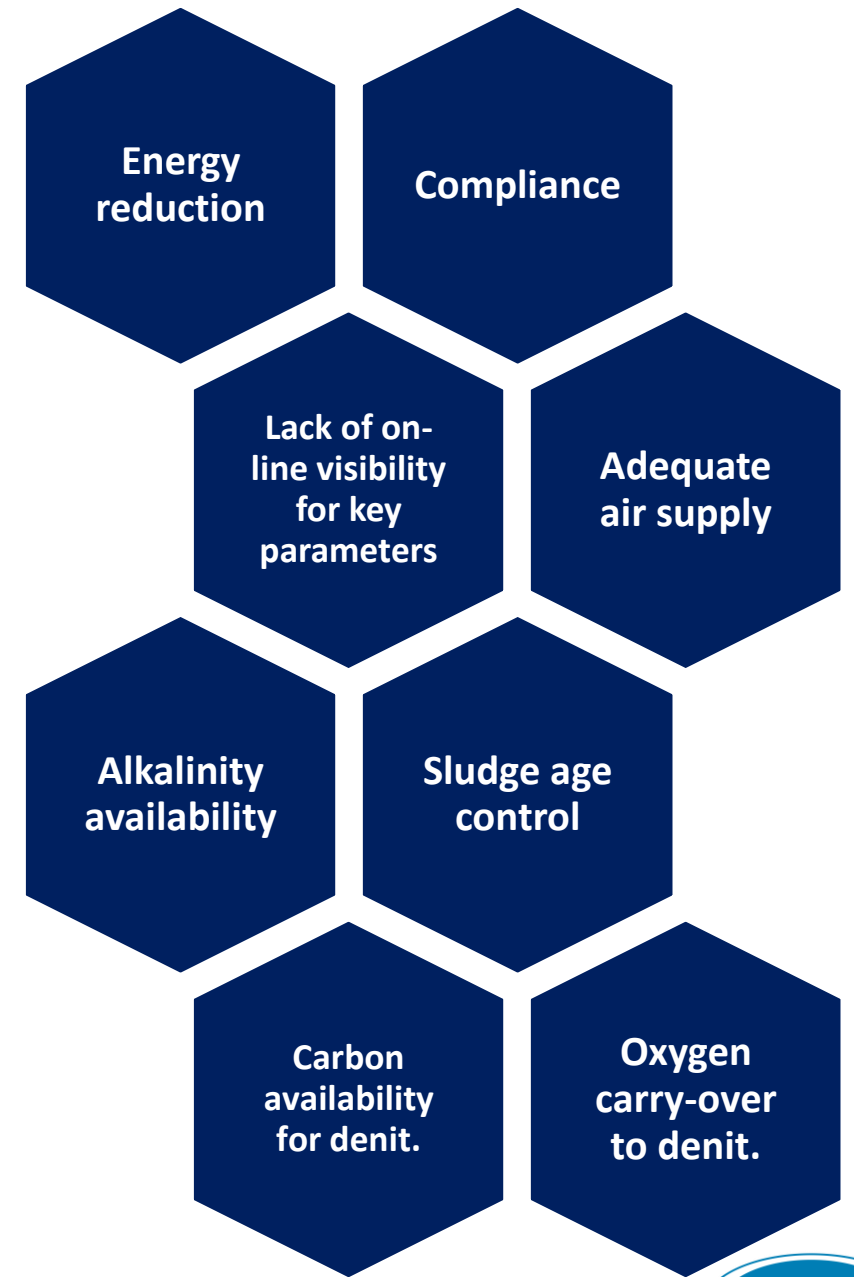 Energy
reduction
Compliance
Lack of on-
line visibility
for key
parameters
Adequate
air supply
Alkalinity
availability
Sludge age
control
Carbon
availability
for denit.
Oxygen
carry-over
to denit.